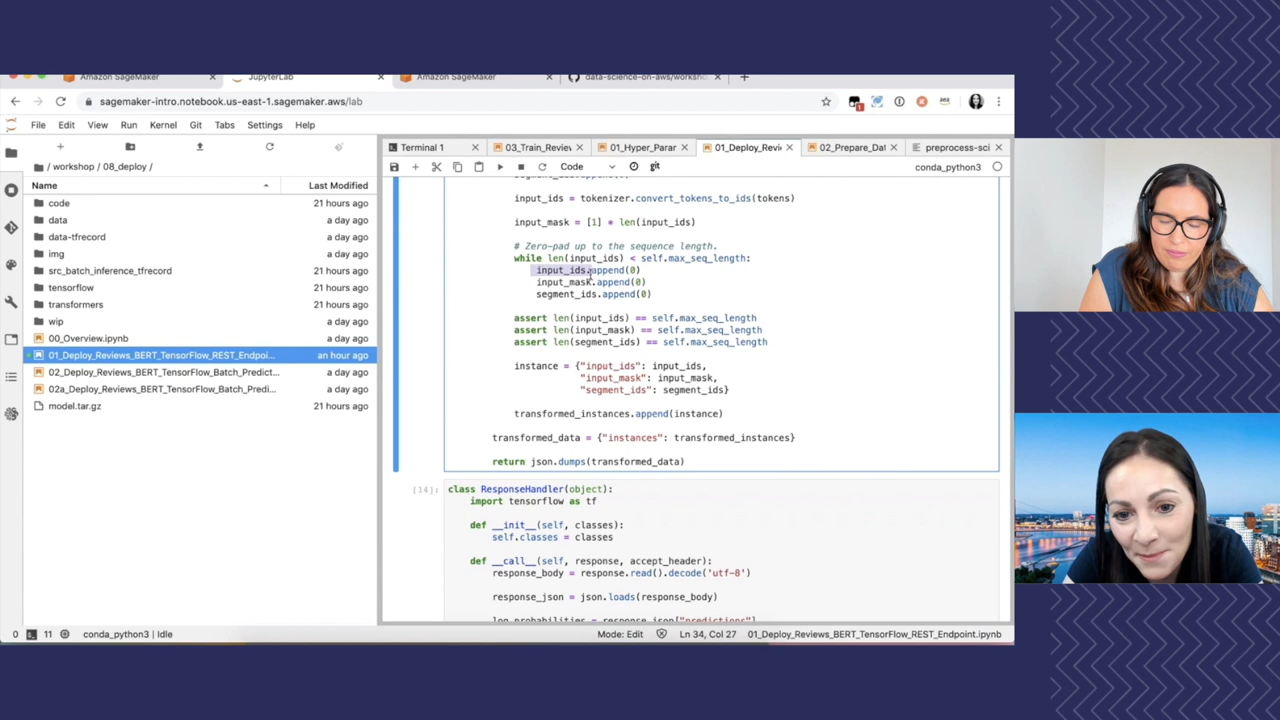 Amazon SageMaker
JupyterLab
Amazon SageMaker
data-science-on-aws/worksho
sagemaker-intro.notebook.us-east-1.sagemaker.aws/lab
File Edit View Run Kernel Git Tabs Settings Help
/ workshop / 08_deploy /
Name Last Modified
code 21 hours ago
data a day ago
data-tfrecord a day ago
img a day ago
src_batch_inference_tfrecord 21 hours ago
tensorflow 21 hours ago
transformers 21 hours ago
wip a day ago
00_Overview.ipynb a day ago
01_Deploy_Reviews_BERT_TensorFlow_REST_Endpoi... an hour ago
02_Deploy_Reviews_BERT_TensorFlow_Batch_Predict... a day ago
02a_Deploy_Reviews_BERT_TensorFlow_Batch_Predi... a day ago
model.tar.gz 21 hours ago
Terminal 1
03_Train_Review
01_Hyper_Param
01_Deploy_Revi
02_Prepare_Dat
preprocess-sci
Code
git
conda_python3
input_ids = tokenizer.convert_tokens_to_ids(tokens)
input_mask = [1] * len(input_ids)
# Zero-pad up to the sequence length.
while len(input_ids) < self.max_seq_length:
input_ids.append(0)
input_mask.append(0)
segment_ids.append(0)
assert len(input_ids) == self.max_seq_length
assert len(input_mask) == self.max_seq_length
assert len(segment_ids) == self.max_seq_length
instance = {"input_ids": input_ids,
"input_mask": input_mask,
"segment_ids": segment_ids}
transformed_instances.append(instance)
transformed_data = {"instances": transformed_instances}
return json.dumps(transformed_data)
[14]:
class ResponseHandler(object):
import tensorflow as tf
def __init__(self, classes):
self.classes = classes
def __call__(self, response, accept_header):
response_body = response.read().decode('utf-8')
response_json = json.loads(response_body)
log_probabilities = response_json["predictions"]
0 11 conda_python3 | Idle
Mode: Edit Ln 34, Col 27 01_Deploy_Reviews_BERT_TensorFlow_REST_Endpoint.ipynb